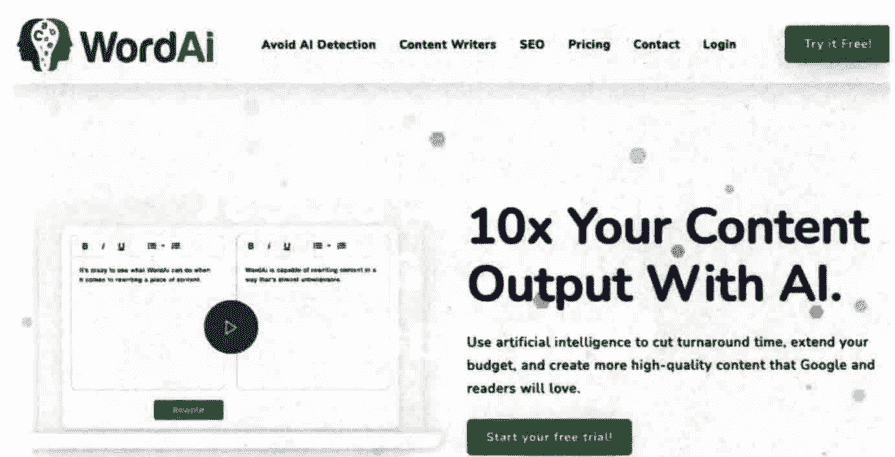 WordAi
Avoid AI Detection Content Writers SEO Pricing Contact Login
Try it Free!
B I U
B I U
It's crazy to see what WordAi can do when
it comes to rewriting a piece of content.
WordAi is capable of rewriting content in a
way that's almost unbelievable.
10x Your Content
Output With AI.
Use artificial intelligence to cut turnaround time, extend your
budget, and create more high-quality content that Google and
readers will love.
Start your free trial!